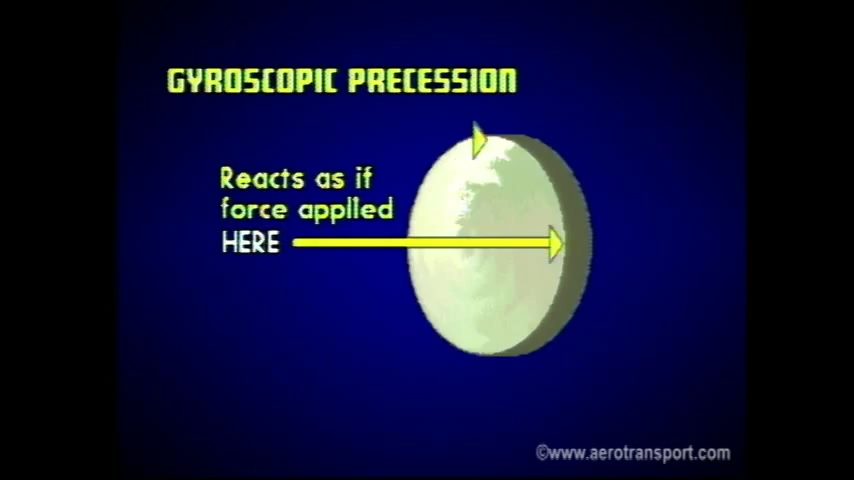 GYROSCOPIC PRECESSION
Reacts as if
force applied
HERE
©www.aerotransport.com